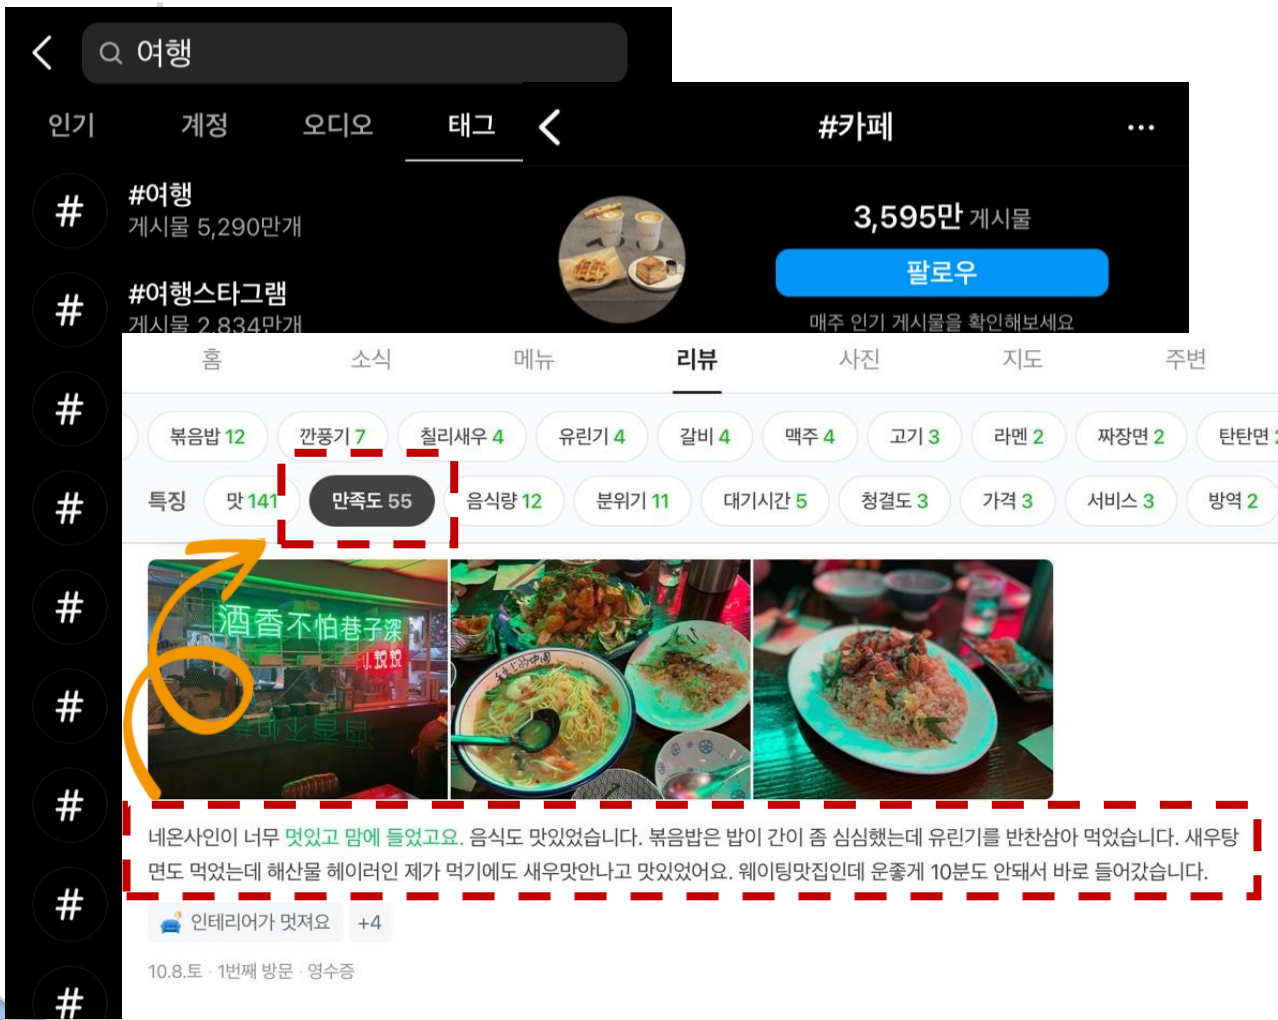 여행
인기 계정 오디오 태그
#여행
게시물 5,290만개
#여행스타그램
게시물 2,834만개
#
#
#
#
#
#
#
#
#
#카페
3,595만 게시물
팔로우
매주 인기 게시물을 확인해보세요
홈 소식 메뉴 리뷰 사진 지도 주변
볶음밥 12 깐풍기 7 칠리새우 4 유린기 4 갈비 4 맥주 4 고기 3 라멘 2 짜장면 2 탄탄면
특징 맛 141 만족도 55 음식량 12 분위기 11 대기시간 5 청결도 3 가격 3 서비스 3 방역 2
酒香不怕巷子深
네온사인이 너무 멋있고 맘에 들었고요. 음식도 맛있었습니다. 볶음밥은 밥이 간이 좀 심심했는데 유린기를 반찬삼아 먹었습니다. 새우탕
면도 먹었는데 해산물 헤이러인 제가 먹기에도 새우맛안나고 맛있었어요. 웨이팅맛집인데 운좋게 10분도 안돼서 바로 들어갔습니다.
인테리어가 멋져요 +4
10.8.토 · 1번째 방문 · 영수증